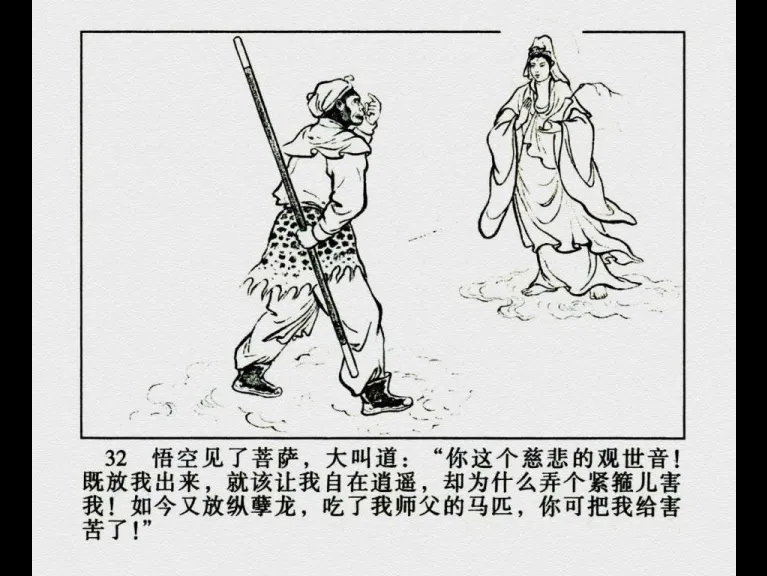 32 悟空见了菩萨，大叫道：“你这个慈悲的观世音！
既放我出来，就该让我自在逍遥，却为什么弄个紧箍儿害
我！如今又放纵孽龙，吃了我师父的马匹，你可把我给害
苦了！”